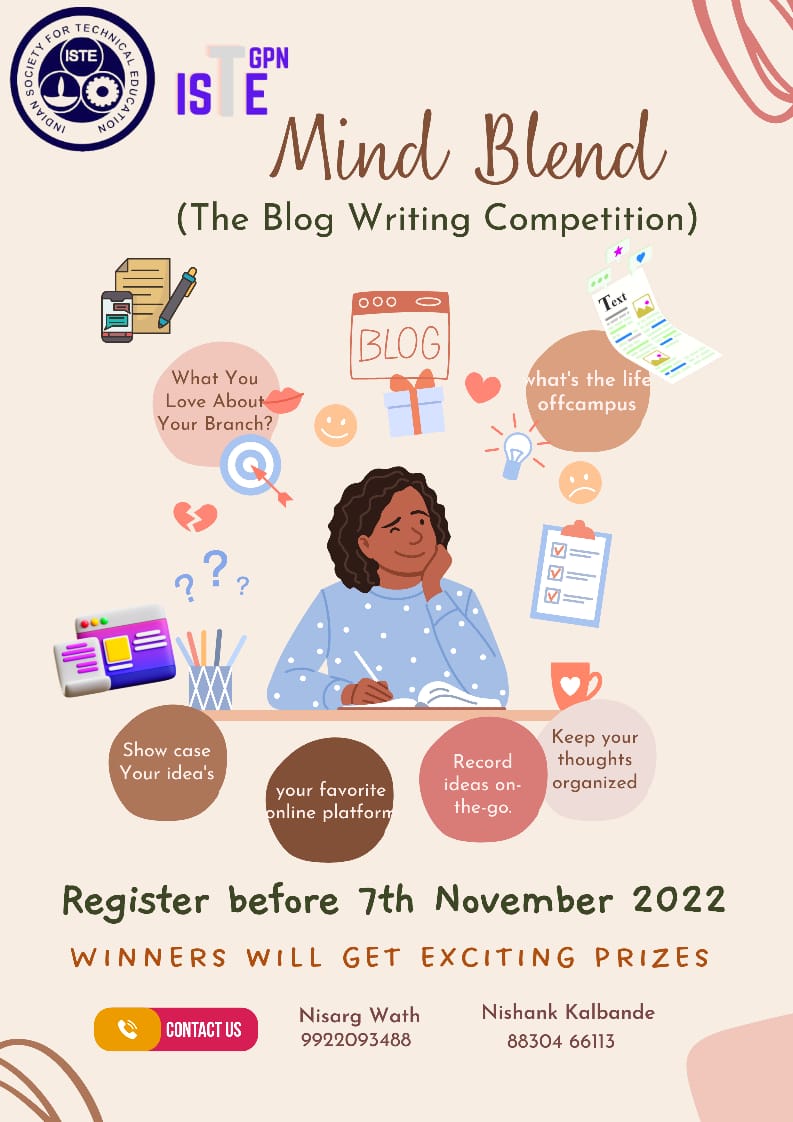 INDIAN SOCIETY FOR TECHNICAL EDUCATION
ISTE
GPN
ISTE
Mind Blend
(The Blog Writing Competition)
BLOG
Text
What You
Love About
Your Branch?
what's the life
offcampus
? ? ?
Show case
Your idea's
your favorite
online platform
Record
ideas on-
the-go.
Keep your
thoughts
organized
Register before 7th November 2022
WINNERS WILL GET EXCITING PRIZES
CONTACT US
Nisarg Wath
9922093488
Nishank Kalbande
88304 66113